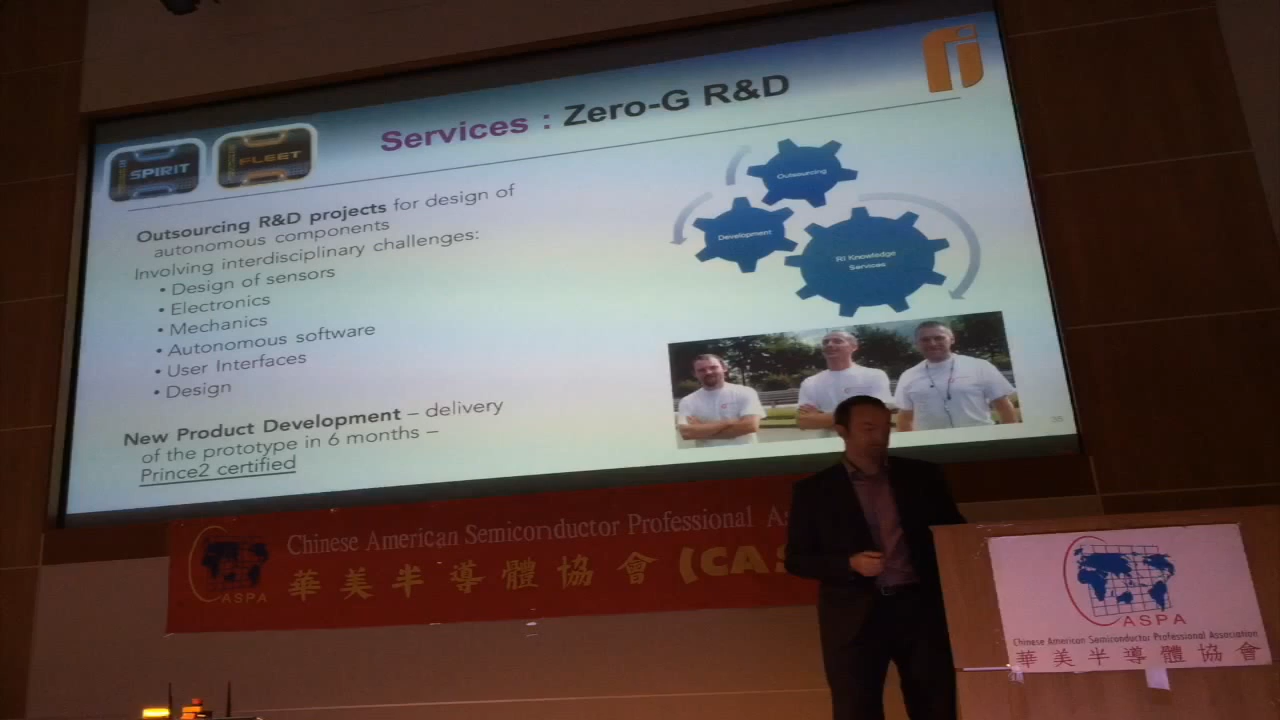 Services : Zero-G R&D
SPIRIT
FLEET
Outsourcing R&D projects for design of
autonomous components
Involving interdisciplinary challenges:
• Design of sensors
• Electronics
• Mechanics
• Autonomous software
• User Interfaces
• Design
New Product Development – delivery
of the prototype in 6 months –
Prince2 certified
Outsourcing
Development
RI Knowledge
Services
Chinese American Semiconductor Professional
華美半導體協會 (CAS
ASPA
ASPA
Chinese American Semiconductor Professional Association
華美半導體協會